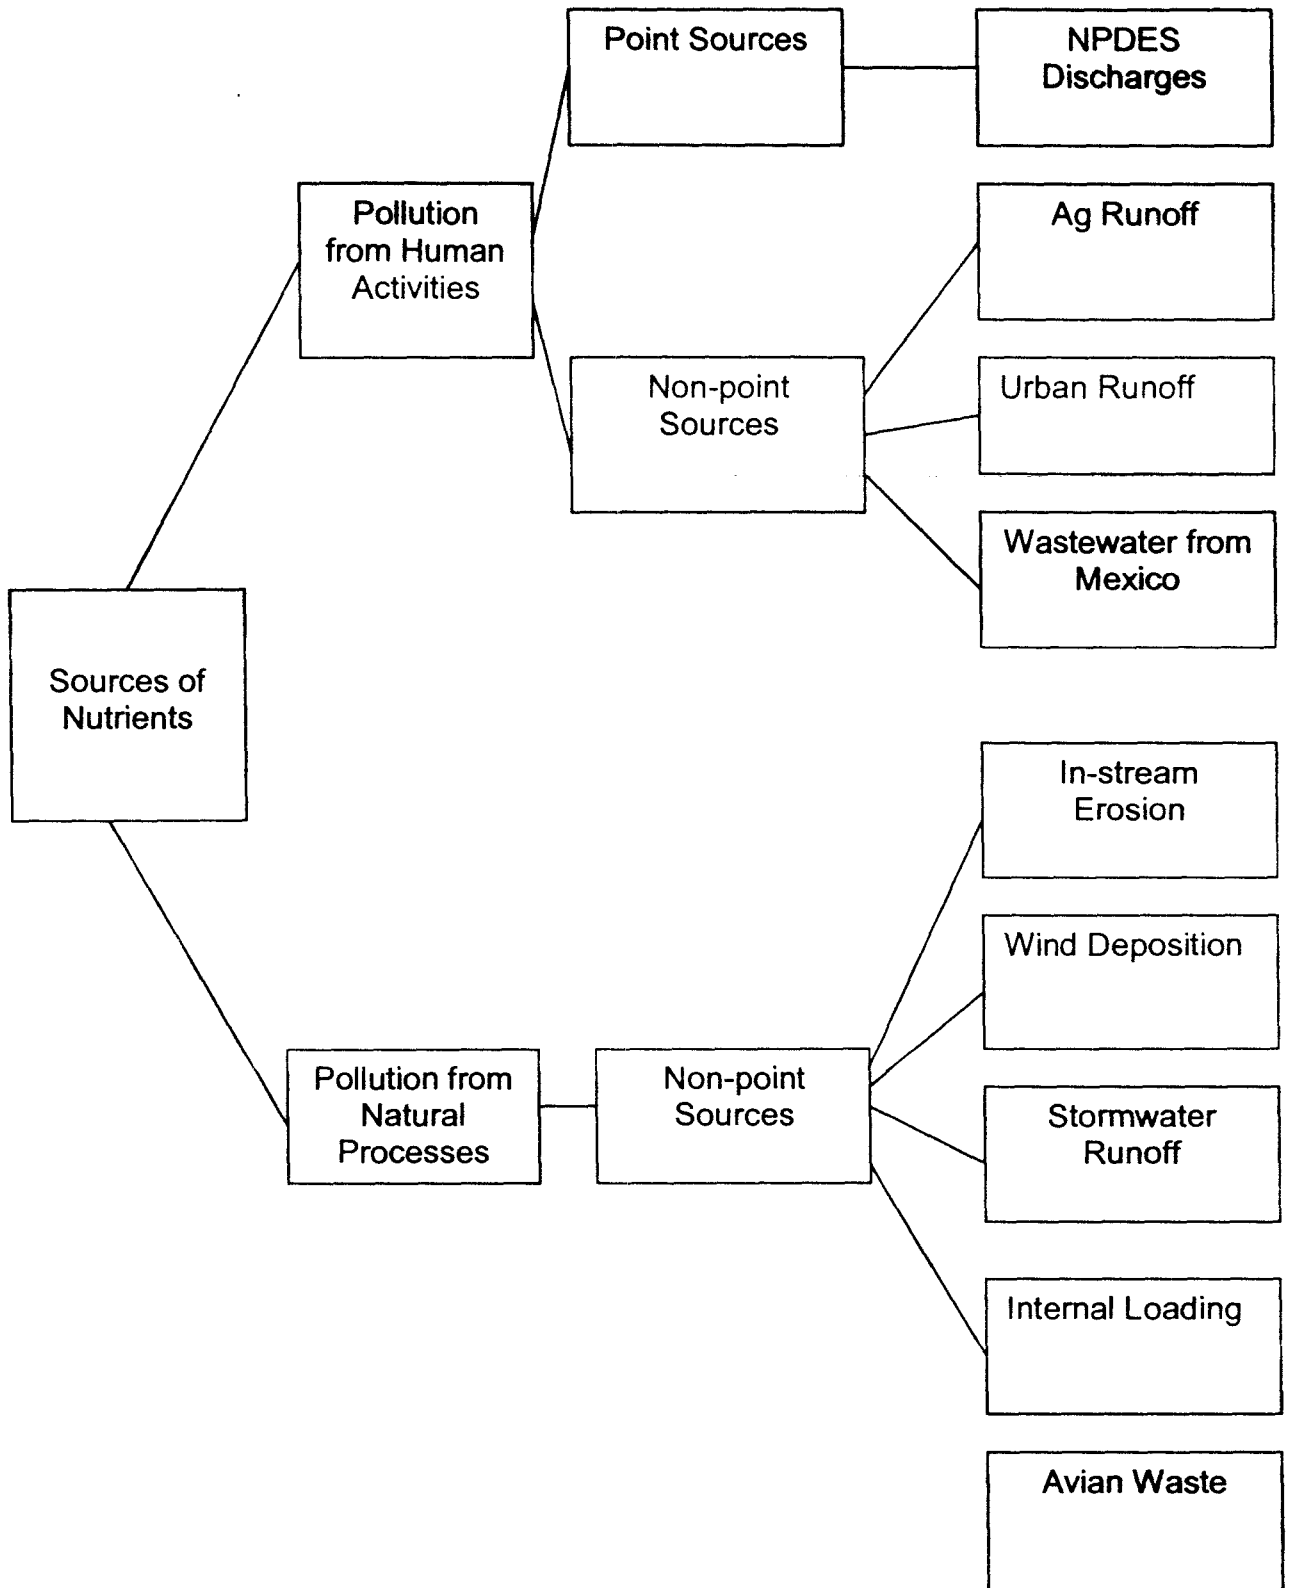 Point Sources
NPDES
Discharges
Pollution
from Human
Activities
Ag Runoff
Non-point
Sources
Urban Runoff
Wastewater from
Mexico
Sources of
Nutrients
In-stream
Erosion
Wind Deposition
Pollution from
Natural
Processes
Non-point
Sources
Stormwater
Runoff
Internal Loading
Avian Waste